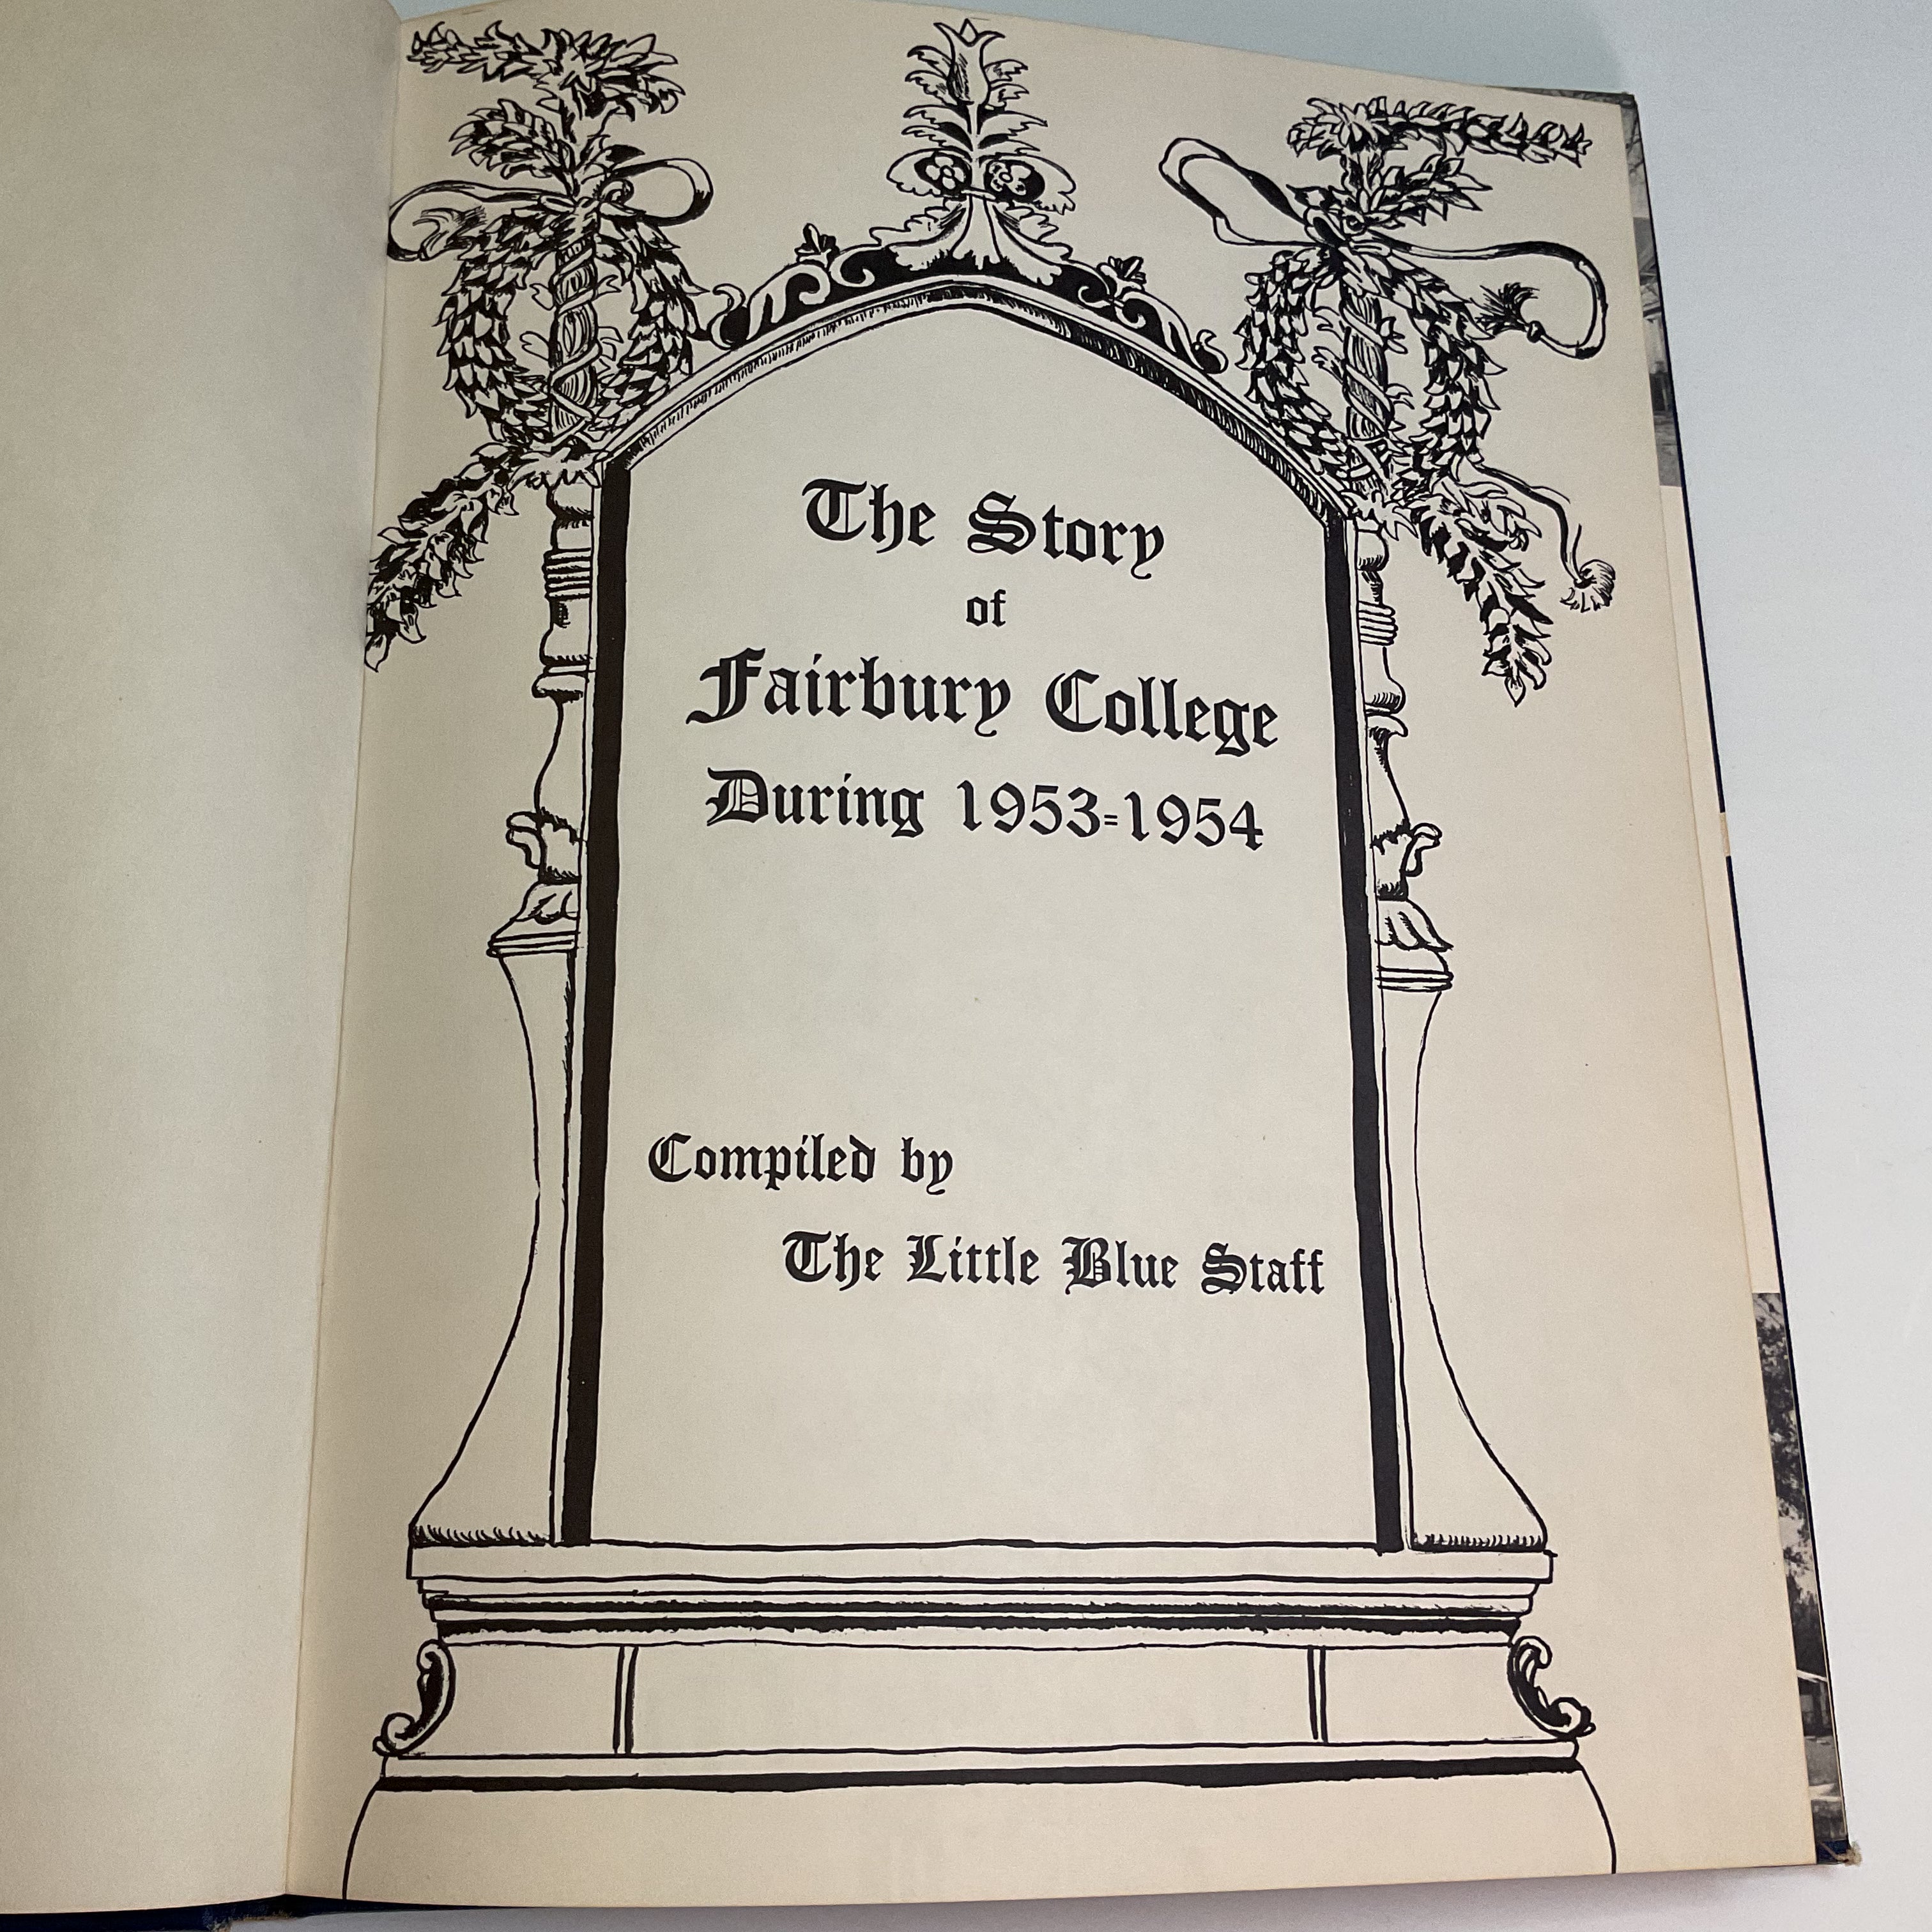 The Story
of
Fairbury College
During 1953=1954
Compiled by
The Little Blue Staff